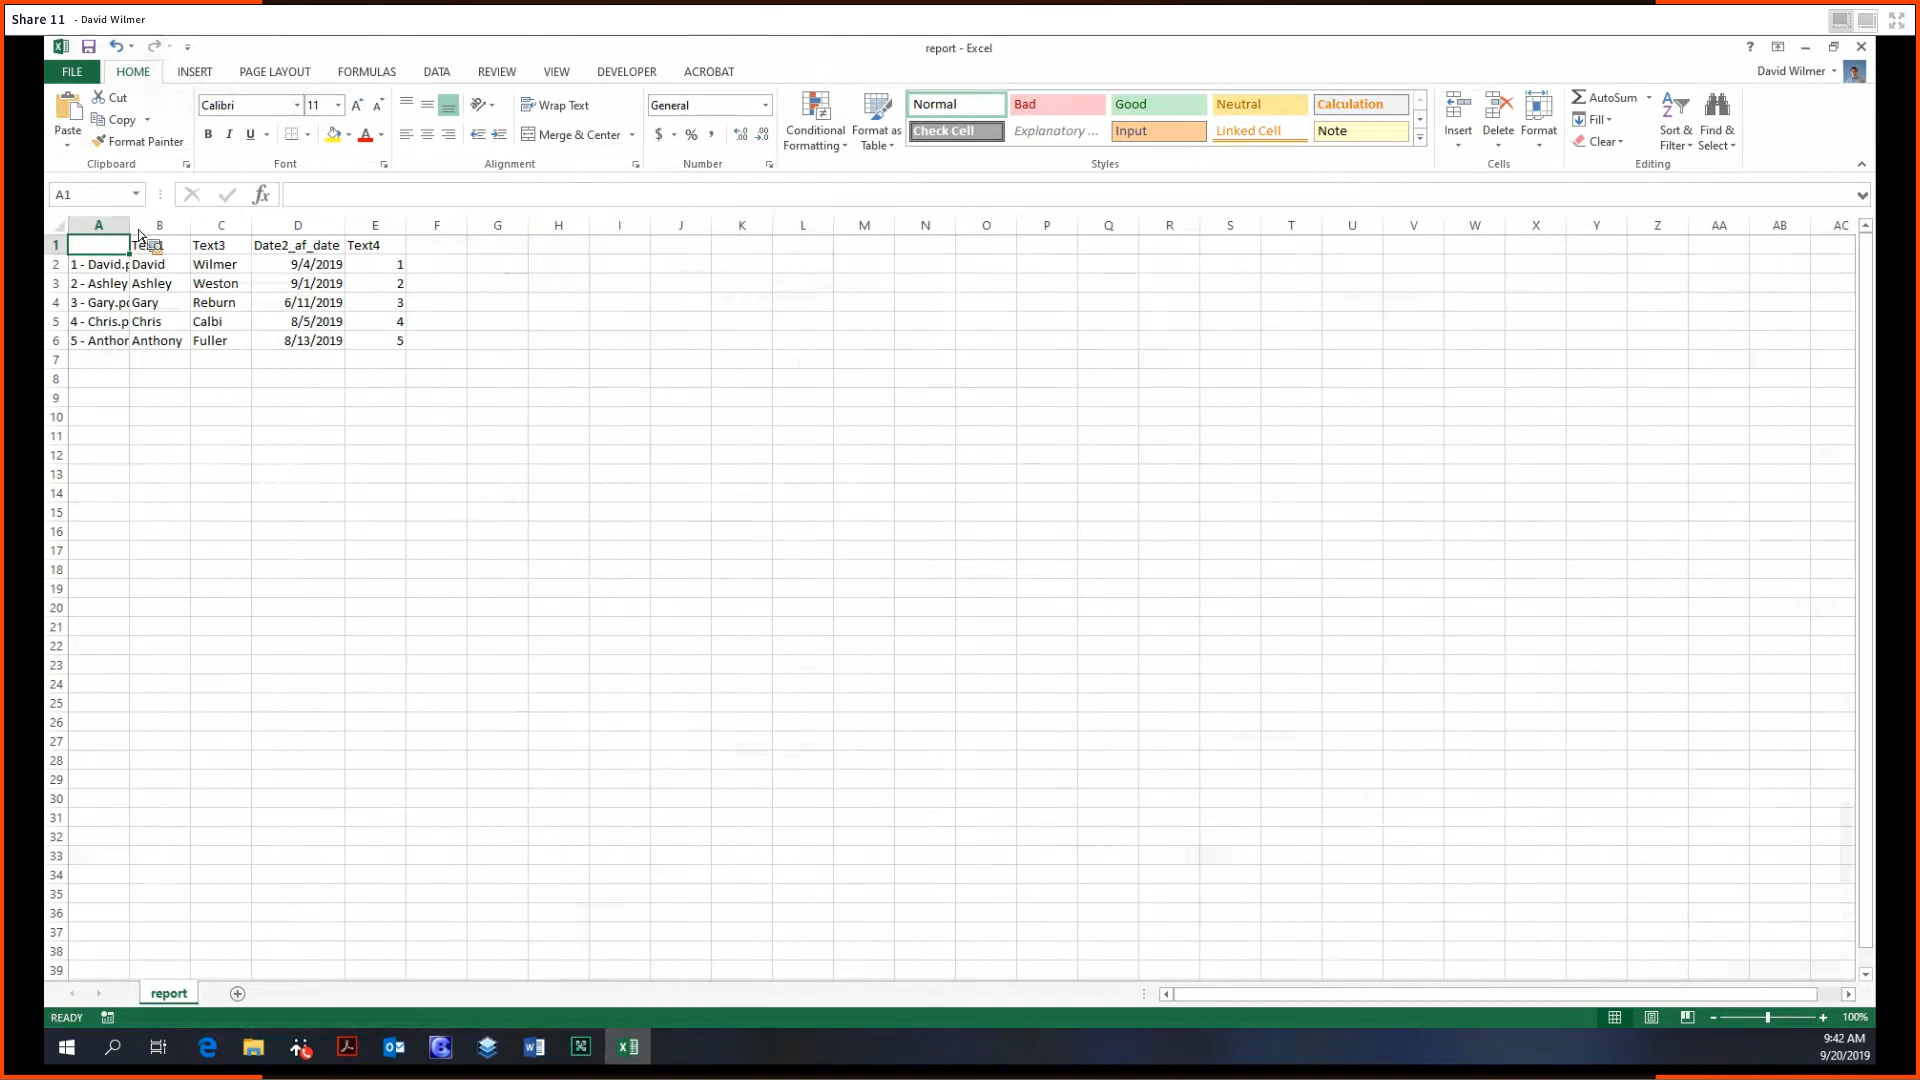 Share 11 - David Wilmer
report - Excel
?
FILE HOME INSERT PAGE LAYOUT FORMULAS DATA REVIEW VIEW DEVELOPER ACROBAT
David Wilmer
Paste
Cut
Copy
Format Painter
Clipboard
Calibri 11
B I U
Font
Wrap Text
Merge & Center
Alignment
General
$ % ,
Number
Conditional Formatting
Format as Table
Normal Bad Good Neutral Calculation
Check Cell Explanatory ... Input Linked Cell Note
Styles
Insert Delete Format
Cells
AutoSum
Fill
Clear
Sort & Filter
Find & Select
Editing
A1
fx
A B C D E F G H I J K L M N O P Q R S T U V W X Y Z AA AB AC
1 Text3 Date2_af_date Text4
2 1 - David.p David Wilmer 9/4/2019 1
3 2 - Ashley Ashley Weston 9/1/2019 2
4 3 - Gary.pd Gary Reburn 6/11/2019 3
5 4 - Chris.p Chris Calbi 8/5/2019 4
6 5 - Anthon Anthony Fuller 8/13/2019 5
7
8
9
10
11
12
13
14
15
16
17
18
19
20
21
22
23
24
25
26
27
28
29
30
31
32
33
34
35
36
37
38
39
report
READY
100%
9:42 AM
9/20/2019